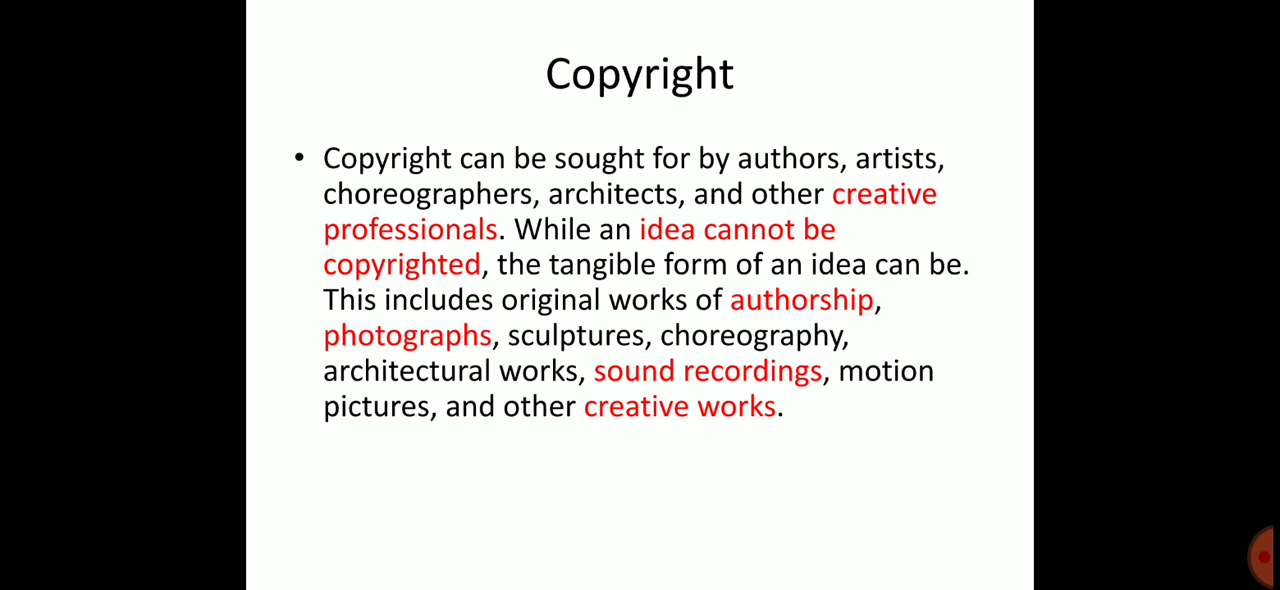 Copyright
• Copyright can be sought for by authors, artists,
choreographers, architects, and other creative
professionals. While an idea cannot be
copyrighted, the tangible form of an idea can be.
This includes original works of authorship,
photographs, sculptures, choreography,
architectural works, sound recordings, motion
pictures, and other creative works.